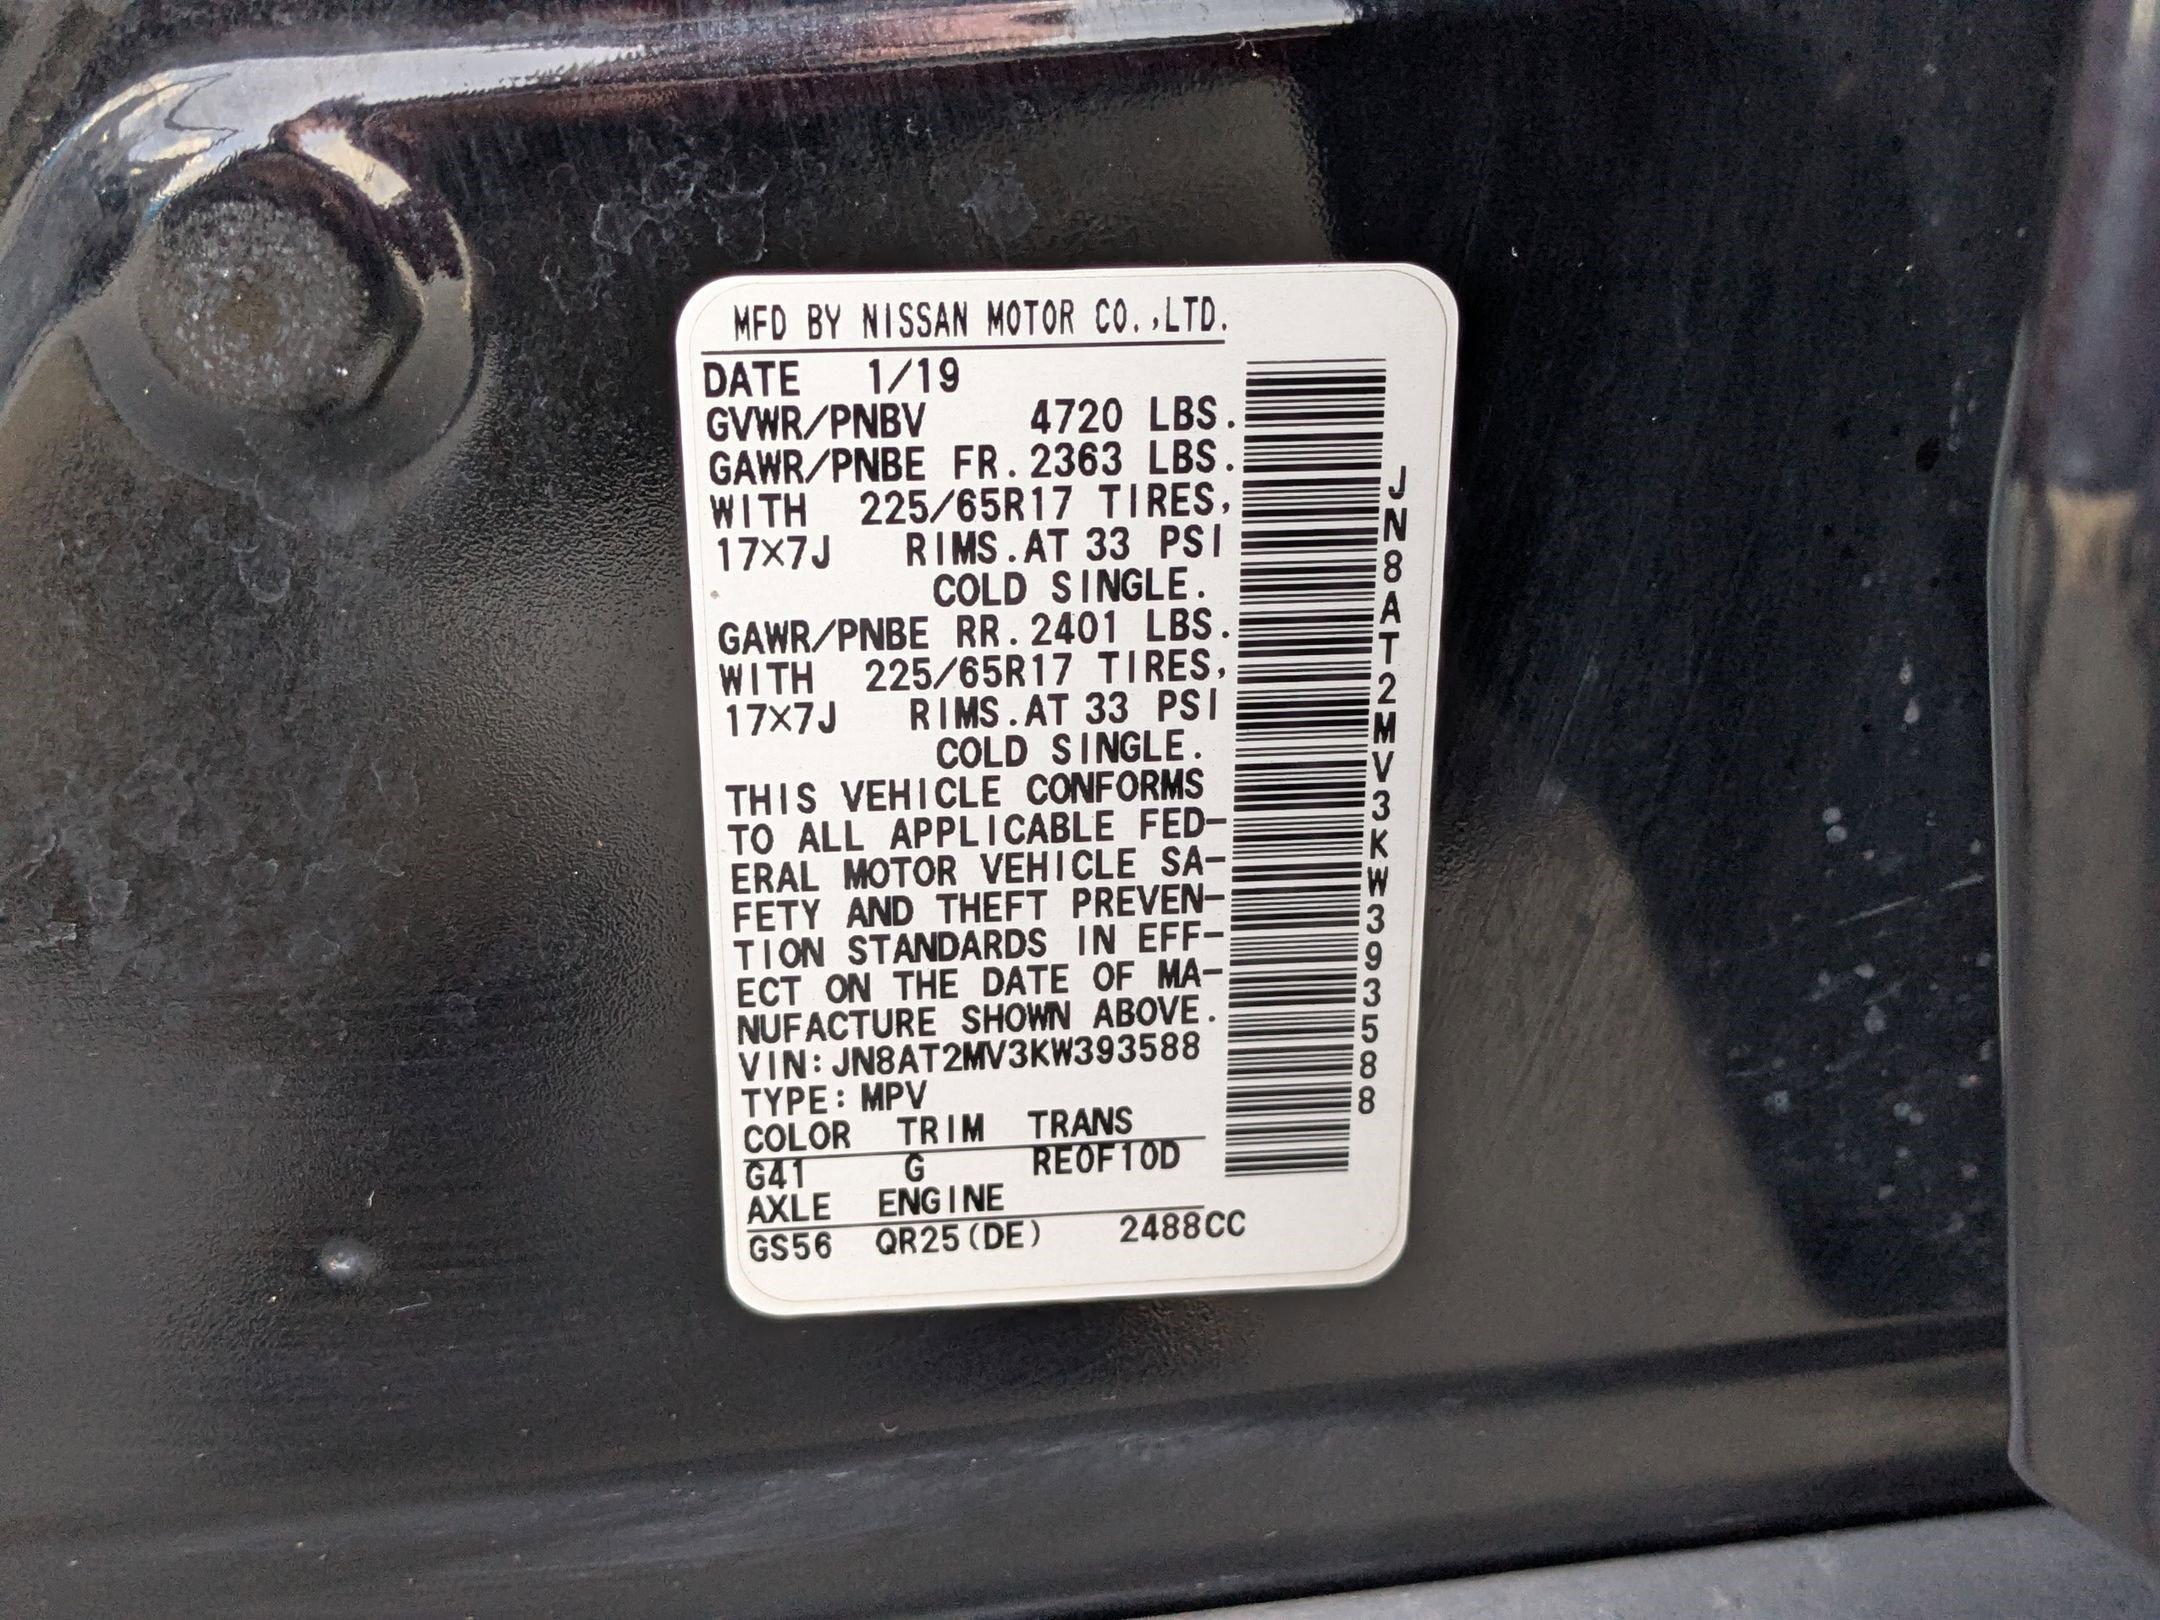 MFD BY NISSAN MOTOR CO.,LTD.
DATE 1/19
GVWR/PNBV 4720 LBS.
GAWR/PNBE FR.2363 LBS.
WITH 225/65R17 TIRES,
17×7J RIMS.AT 33 PSI
COLD SINGLE.
GAWR/PNBE RR.2401 LBS.
WITH 225/65R17 TIRES,
17×7J RIMS.AT 33 PSI
COLD SINGLE.
THIS VEHICLE CONFORMS
TO ALL APPLICABLE FED-
ERAL MOTOR VEHICLE SA-
FETY AND THEFT PREVEN-
TION STANDARDS IN EFF-
ECT ON THE DATE OF MA-
NUFACTURE SHOWN ABOVE.
VIN:JN8AT2MV3KW393588
TYPE:MPV
COLOR TRIM TRANS
G41 G RE0F10D
AXLE ENGINE
GS56 QR25(DE) 2488CC
JN8AT2MV3KW393588